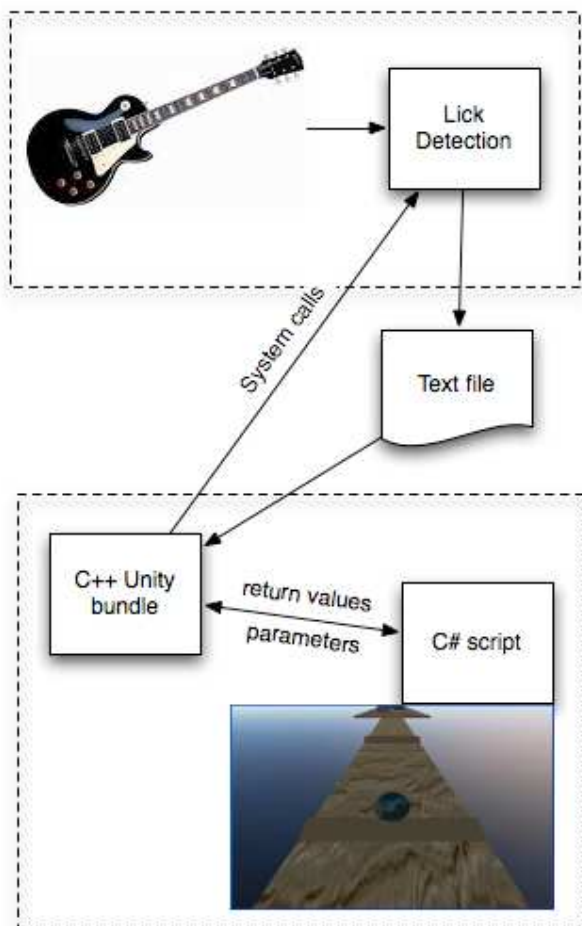 Lick
Detection
System calls
Text file
C++ Unity
bundle
return values
parameters
C# script